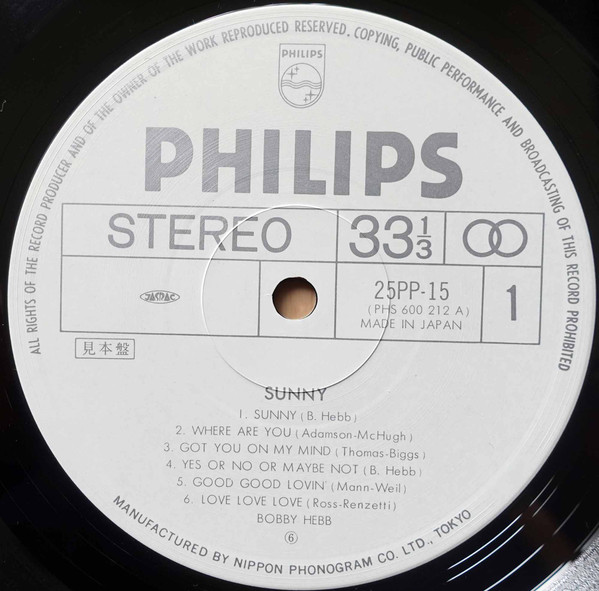 ALL RIGHTS OF THE RECORD PRODUCER AND OF THE OWNER OF THE WORK REPRODUCED RESERVED. COPYING, PUBLIC PERFORMANCE AND BROADCASTING OF THIS RECORD PROHIBITED
PHILIPS
PHILIPS
STEREO 33 1/3
JASRAC 25PP-15 1
(PHS 600 212 A)
MADE IN JAPAN
見本盤
SUNNY
1. SUNNY (B. Hebb)
2. WHERE ARE YOU (Adamson-McHugh)
3. GOT YOU ON MY MIND (Thomas-Biggs)
4. YES OR NO OR MAYBE NOT (B. Hebb)
5. GOOD GOOD LOVIN' (Mann-Weil)
6. LOVE LOVE LOVE (Ross-Renzetti)
BOBBY HEBB
⑥
MANUFACTURED BY NIPPON PHONOGRAM CO. LTD., TOKYO